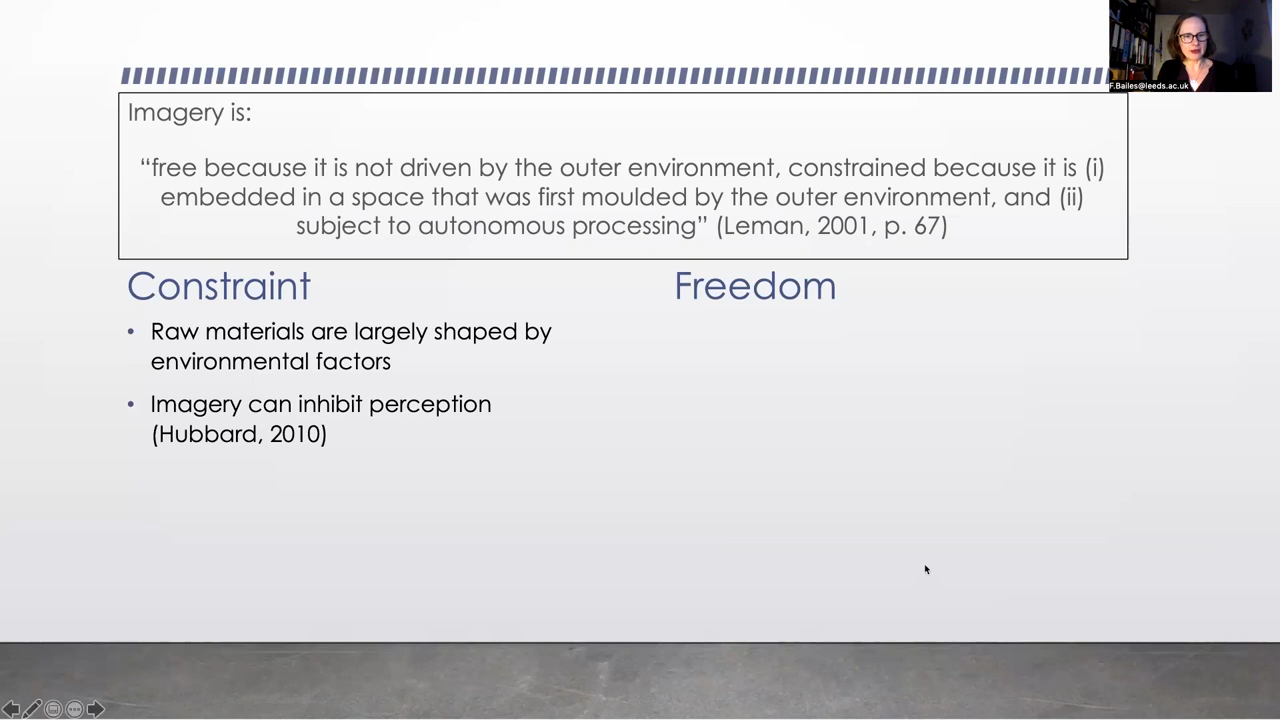 F.Bailes@leeds.ac.uk
Imagery is:
“free because it is not driven by the outer environment, constrained because it is (i)
embedded in a space that was first moulded by the outer environment, and (ii)
subject to autonomous processing” (Leman, 2001, p. 67)
Constraint
• Raw materials are largely shaped by
environmental factors
• Imagery can inhibit perception
(Hubbard, 2010)
Freedom